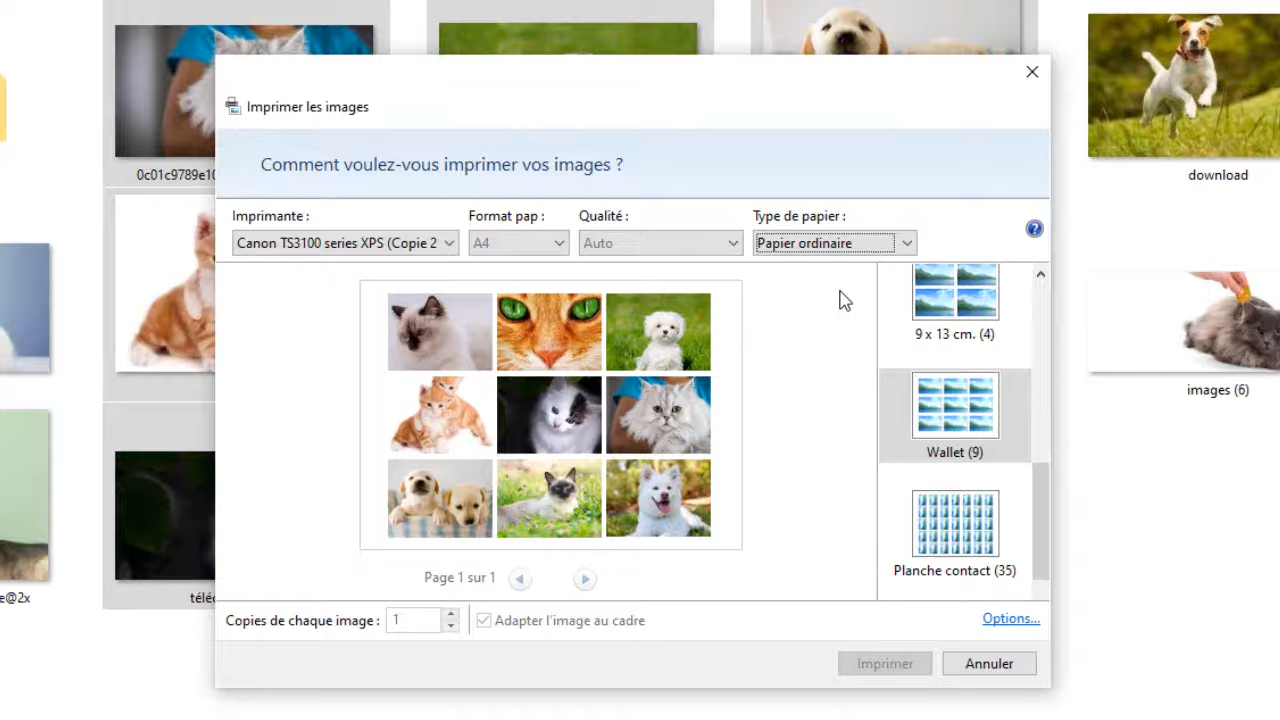 Imprimer les images
Comment voulez-vous imprimer vos images ?
Imprimante :
Format pap :
Qualité :
Type de papier :
Canon TS3100 series XPS (Copie 2
A4
Auto
Papier ordinaire
9 x 13 cm. (4)
Wallet (9)
Planche contact (35)
Page 1 sur 1
Copies de chaque image :
1
Adapter l'image au cadre
Options...
Imprimer
Annuler
0c01c9789e10
download
images (6)
e@2x
téléc